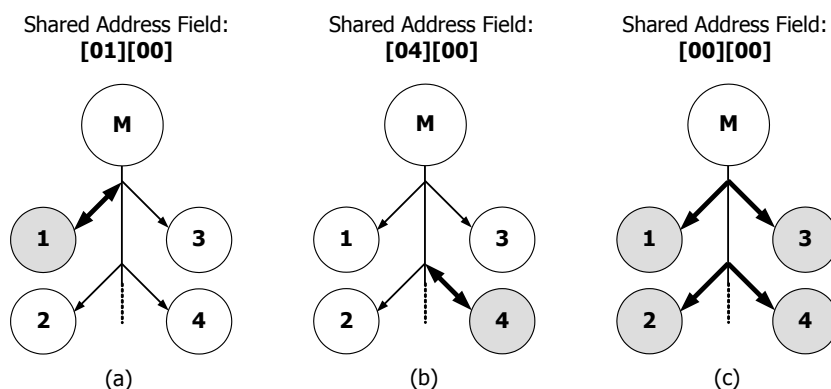 Shared Address Field:
[01][00]
M
1
3
2
4
(a)
Shared Address Field:
[04][00]
M
1
3
2
4
(b)
Shared Address Field:
[00][00]
M
1
3
2
4
(c)